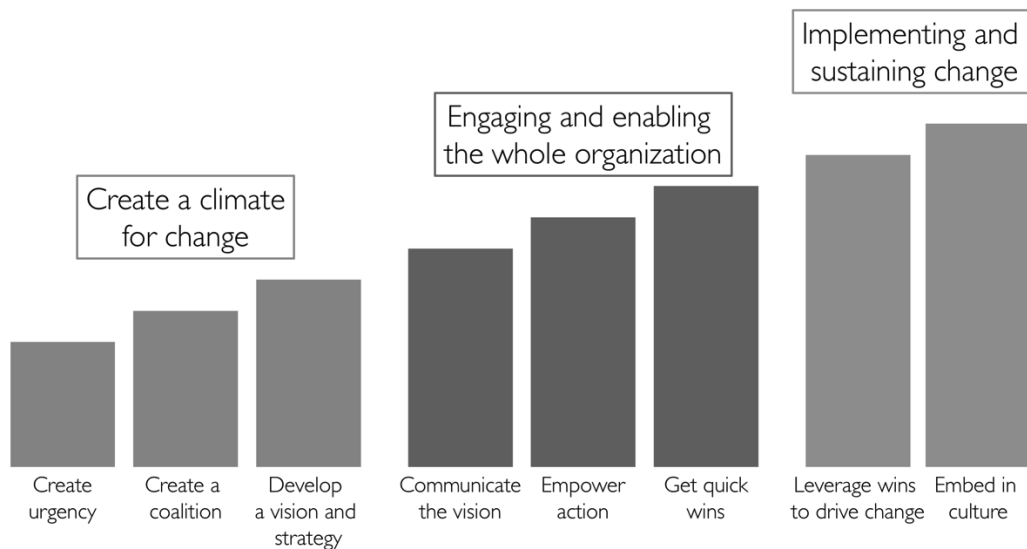 Implementing and
sustaining change
Engaging and enabling
the whole organization
Create a climate
for change
Create
urgency
Create a
coalition
Develop
a vision and
strategy
Communicate
the vision
Empower
action
Get quick
wins
Leverage wins
to drive change
Embed in
culture